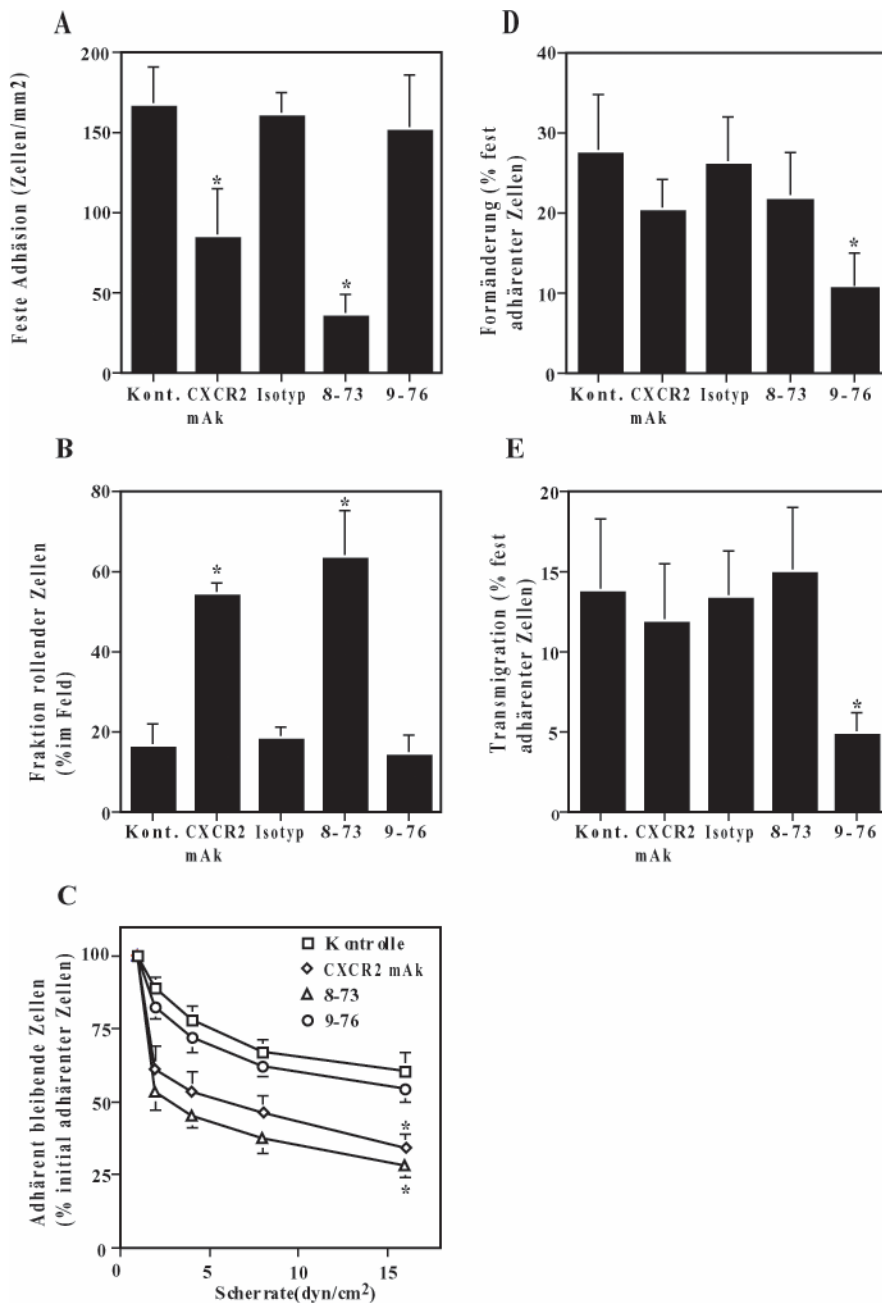 A
Feste Adhäsion (Zellen/mm2)
200
150
100
50
0
*
*
Kont. CXCR2 Isotyp 8-73 9-76
mAk
B
Fraktion rollender Zellen
(%im Feld)
80
60
40
20
0
*
*
Kont. CXCR2 Isotyp 8-73 9-76
mAk
C
Adhärent bleibende Zellen
(% initial adhärenter Zellen)
100
75
50
25
0
Kontrolle
CXCR2 mAk
8-73
9-76
*
*
0 5 10 15
Scherrate(dyn/cm²)
D
Formänderung (% fest
adhärenter Zellen)
40
30
20
10
0
*
Kont. CXCR2 Isotyp 8-73 9-76
mAk
E
Transmigration (% fest
adhärenter Zellen)
20
15
10
5
0
*
Kont. CXCR2 Isotyp 8-73 9-76
mAk